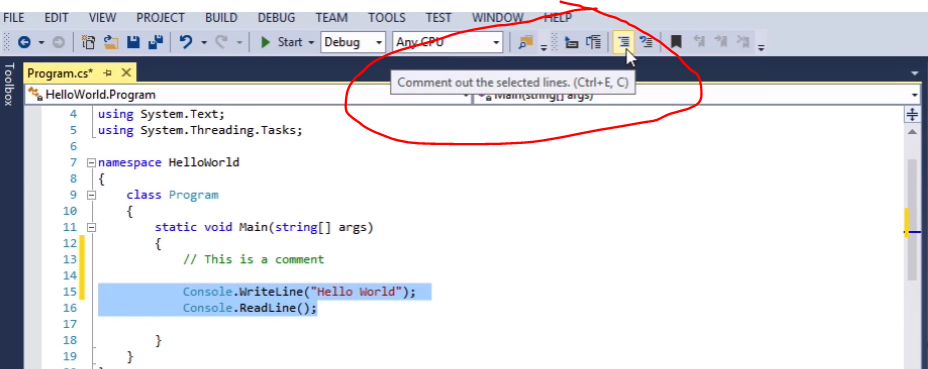 FILE EDIT VIEW PROJECT BUILD DEBUG TEAM TOOLS TEST WINDOW HELP
Start Debug Any CPU
Toolbox
Program.cs*
Comment out the selected lines. (Ctrl+E, C)
HelloWorld.Program Main(string[] args)
4 using System.Text;
5 using System.Threading.Tasks;
6
7 namespace HelloWorld
8 {
9 class Program
10 {
11 static void Main(string[] args)
12 {
13 // This is a comment
14
15 Console.WriteLine("Hello World");
16 Console.ReadLine();
17
18 }
19 }